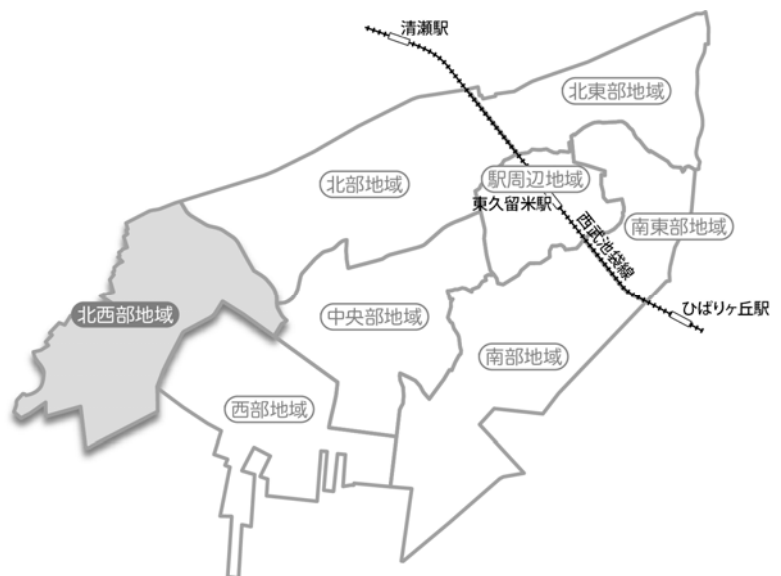 清瀬駅
北東部地域
北部地域
駅周辺地域
東久留米駅
西武池袋線
南東部地域
ひばりヶ丘駅
北西部地域
中央部地域
南部地域
西部地域